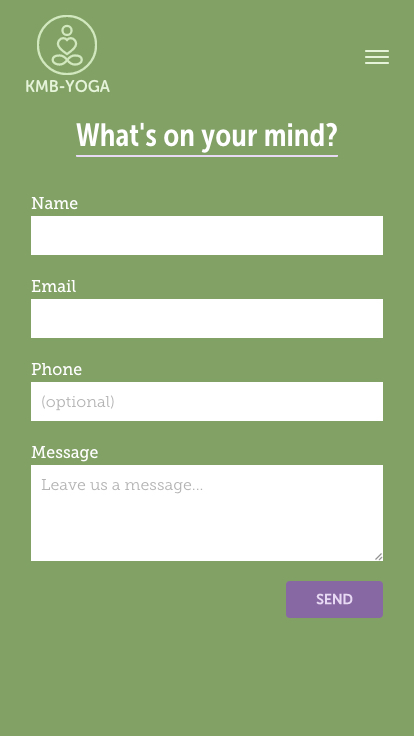 KMB-YOGA
What's on your mind?
Name
Email
Phone
(optional)
Message
Leave us a message...
SEND